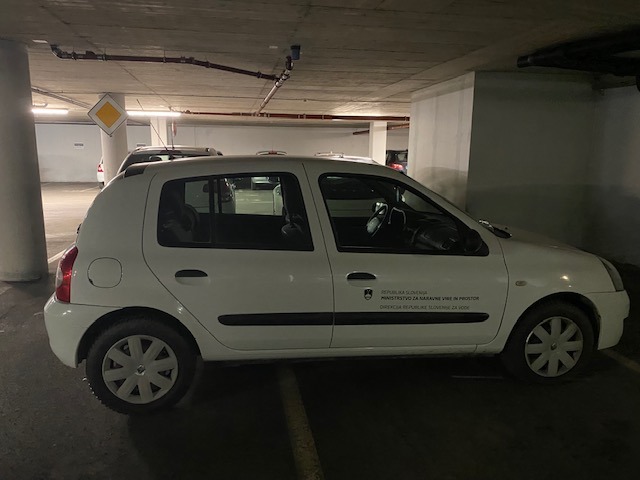 REPUBLIKA SLOVENIJA
MINISTRSTVO ZA NARAVNE VIRE IN PROSTOR
DIREKCIJA REPUBLIKE SLOVENIJE ZA VODE